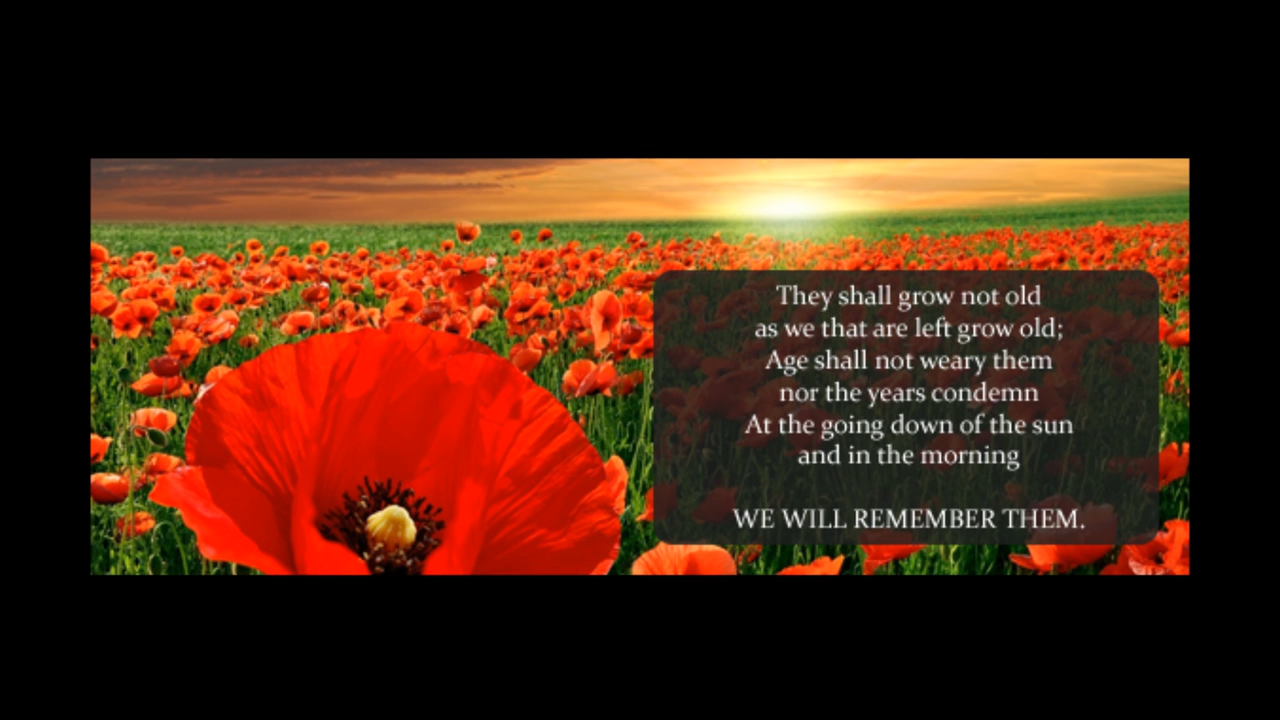 They shall grow not old
as we that are left grow old;
Age shall not weary them
nor the years condemn
At the going down of the sun
and in the morning
WE WILL REMEMBER THEM.